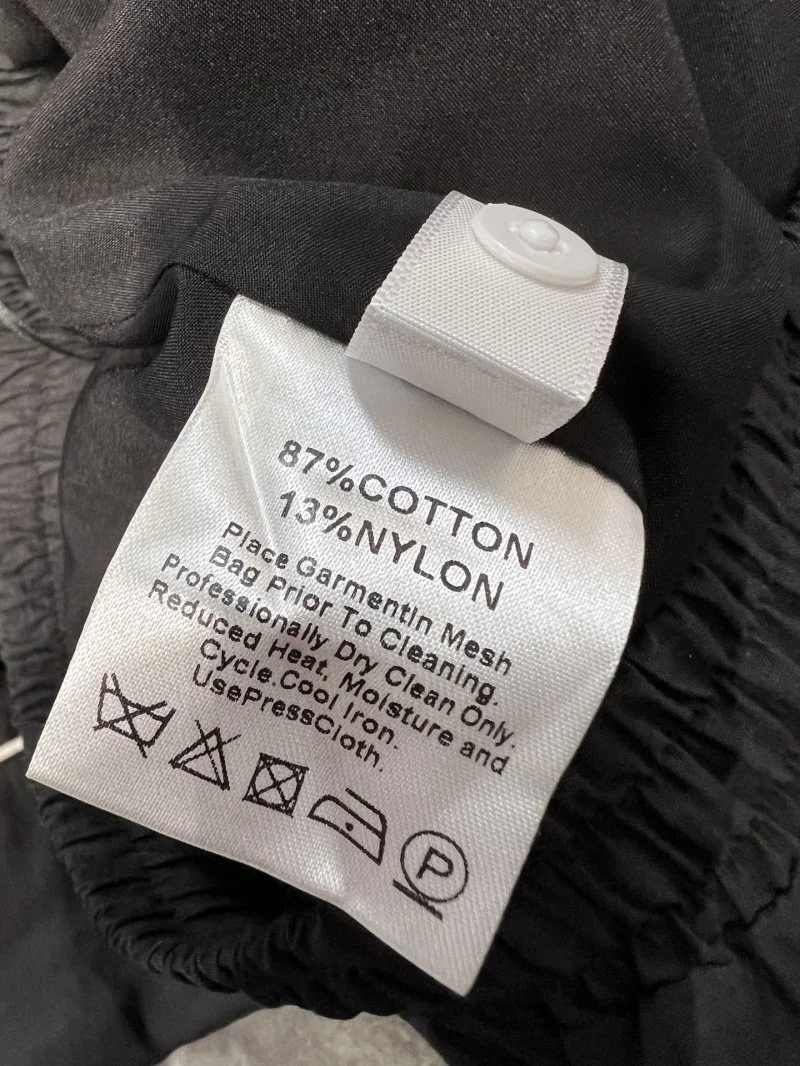 87%COTTON
13%NYLON
Place GarmentIn Mesh
Bag Prior To Cleaning.
Professionally Dry Clean Only.
Reduced Heat, Moisture and
Cycle.Cool Iron.
UsePressCloth.
P